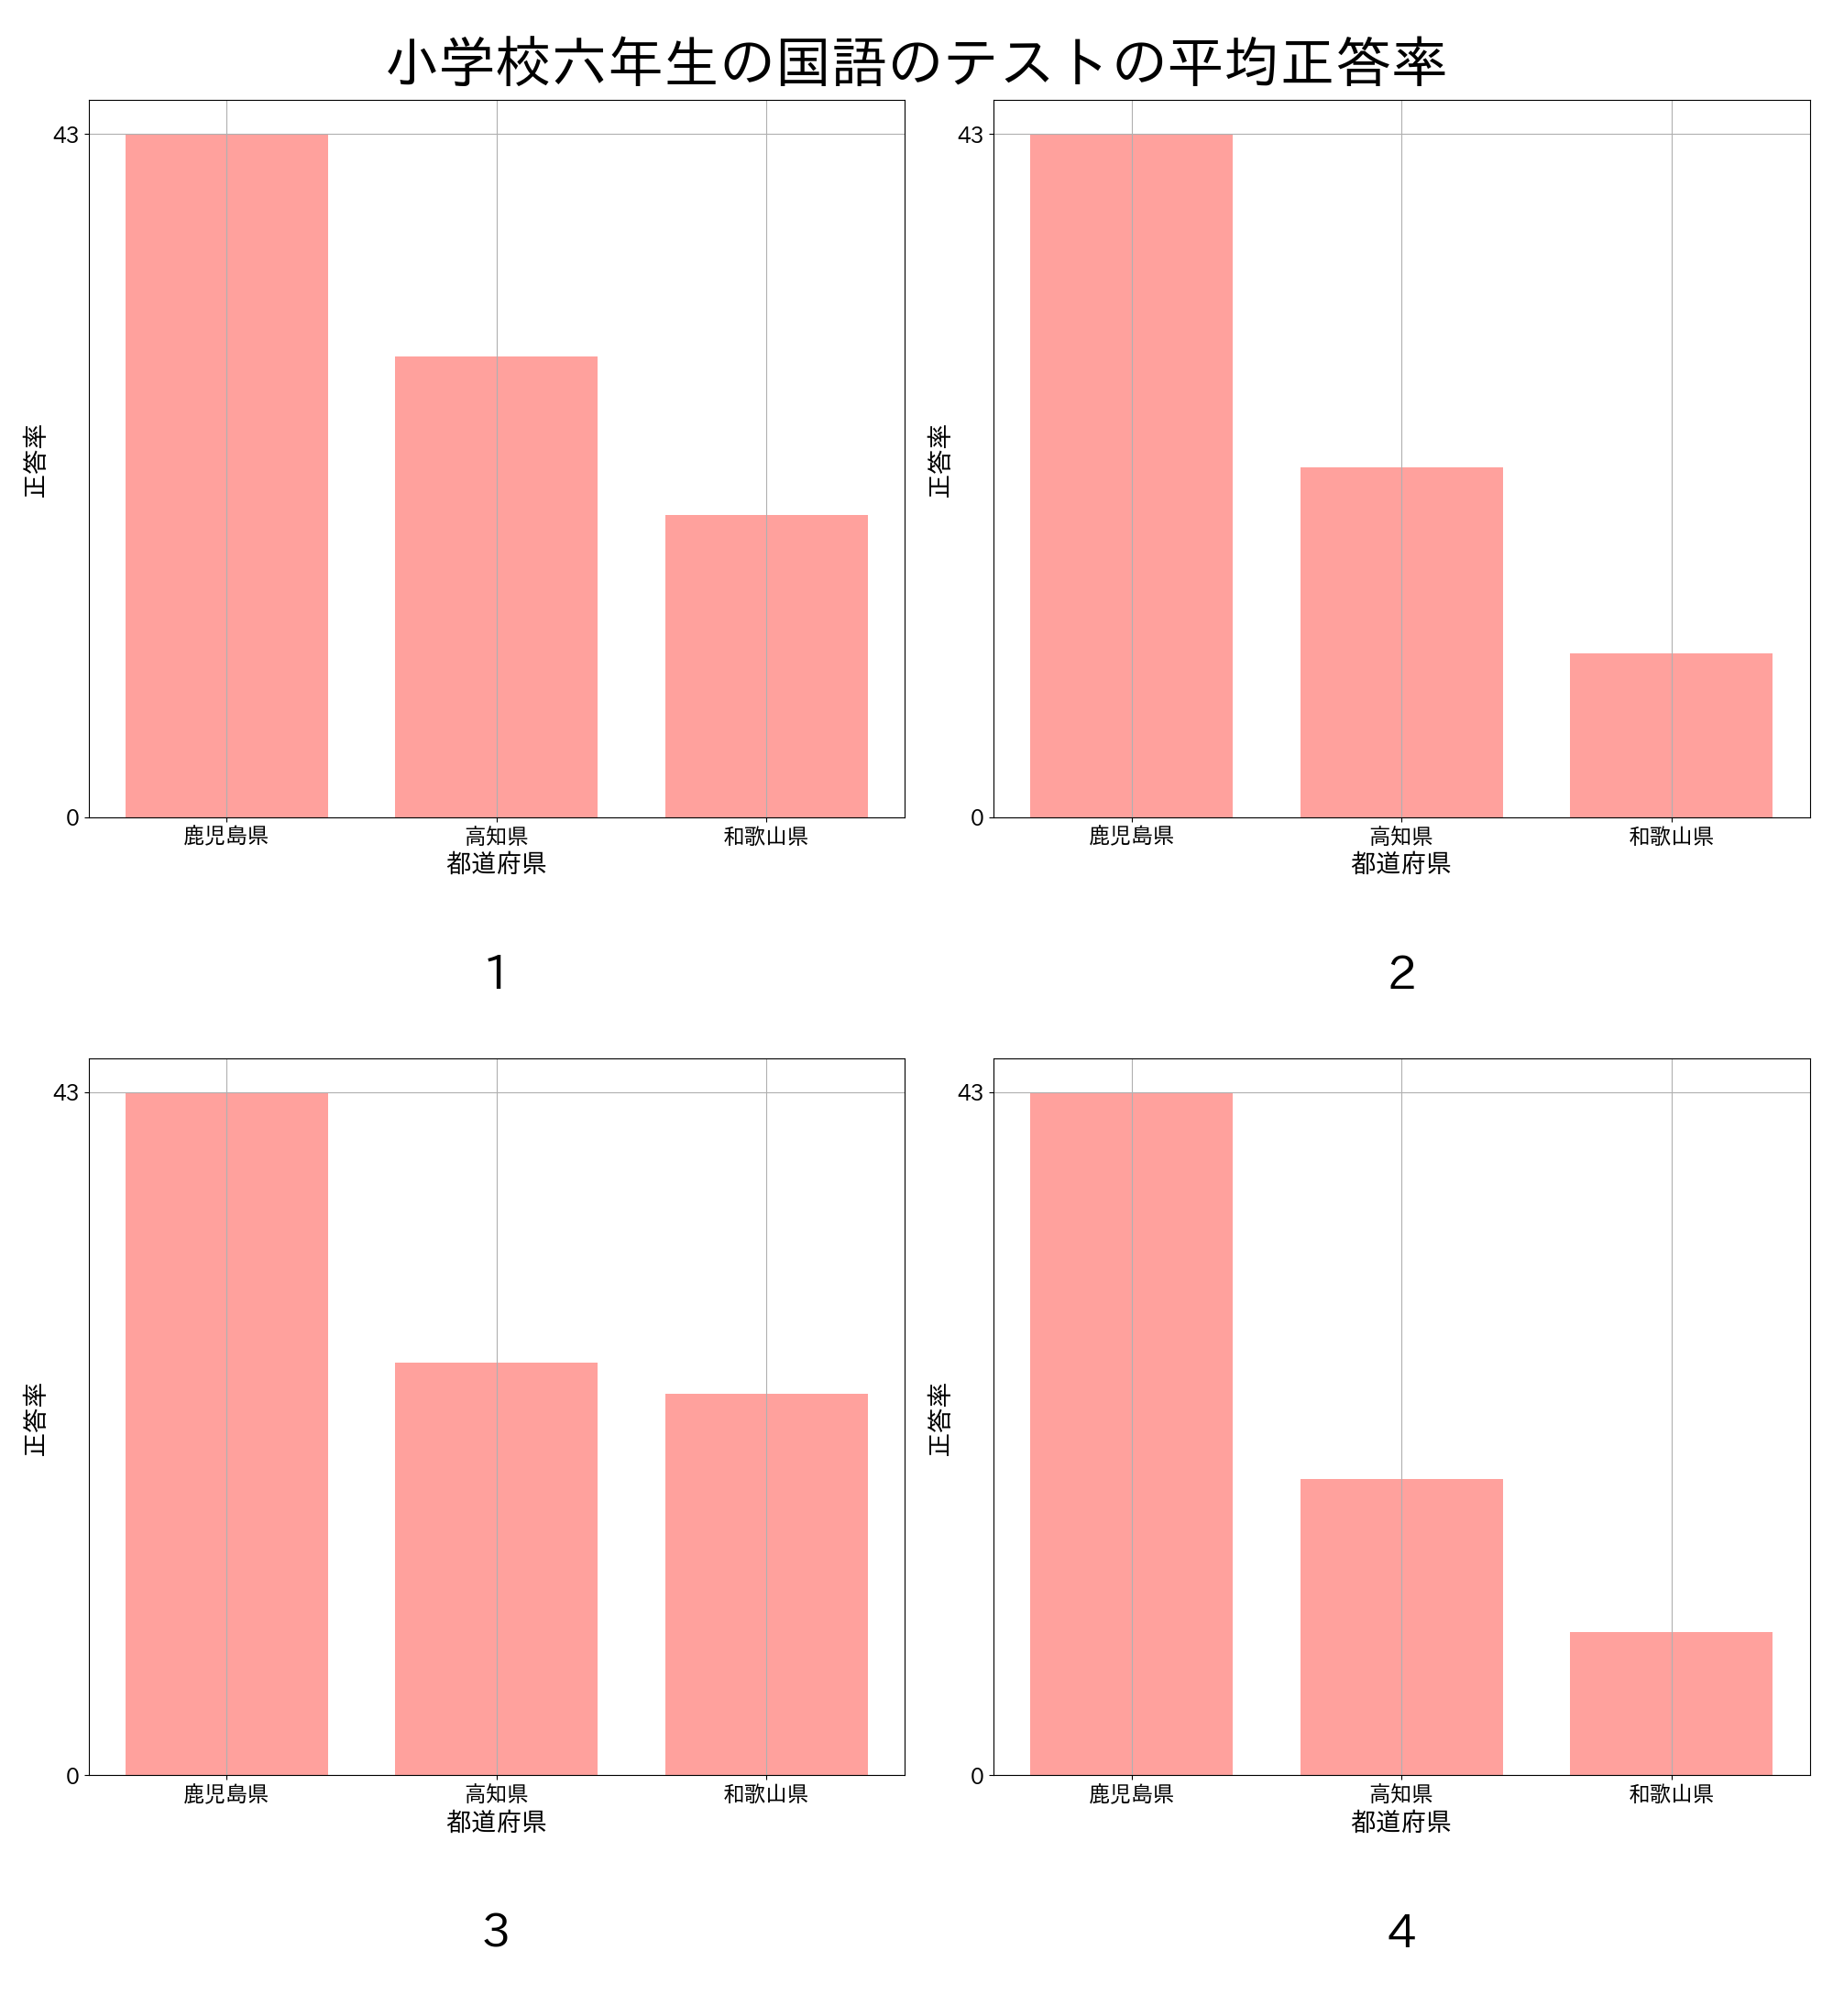 小学校六年生の国語のテストの平均正答率
43
0
正答率
鹿児島県 高知県 和歌山県
都道府県
1
43
0
正答率
鹿児島県 高知県 和歌山県
都道府県
2
43
0
正答率
鹿児島県 高知県 和歌山県
都道府県
3
43
0
正答率
鹿児島県 高知県 和歌山県
都道府県
4